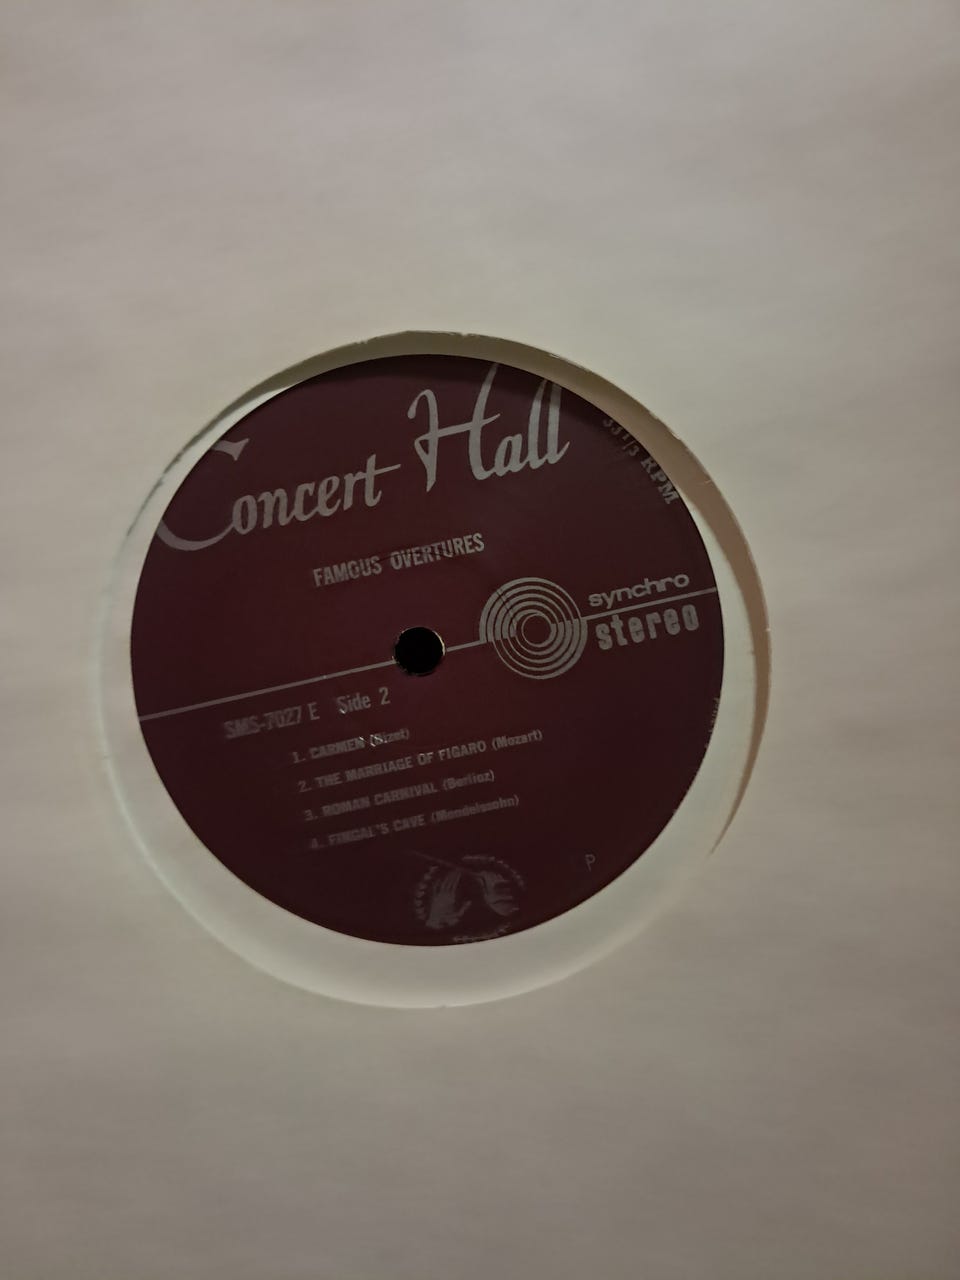 Concert Hall
33 1/3 RPM
FAMOUS OVERTURES
synchro
stereo
SMS-7027 E Side 2
1. CARMEN (Bizet)
2. THE MARRIAGE OF FIGARO (Mozart)
3. ROMAN CARNIVAL (Berlioz)
4. FINGAL'S CAVE (Mendelssohn)
P